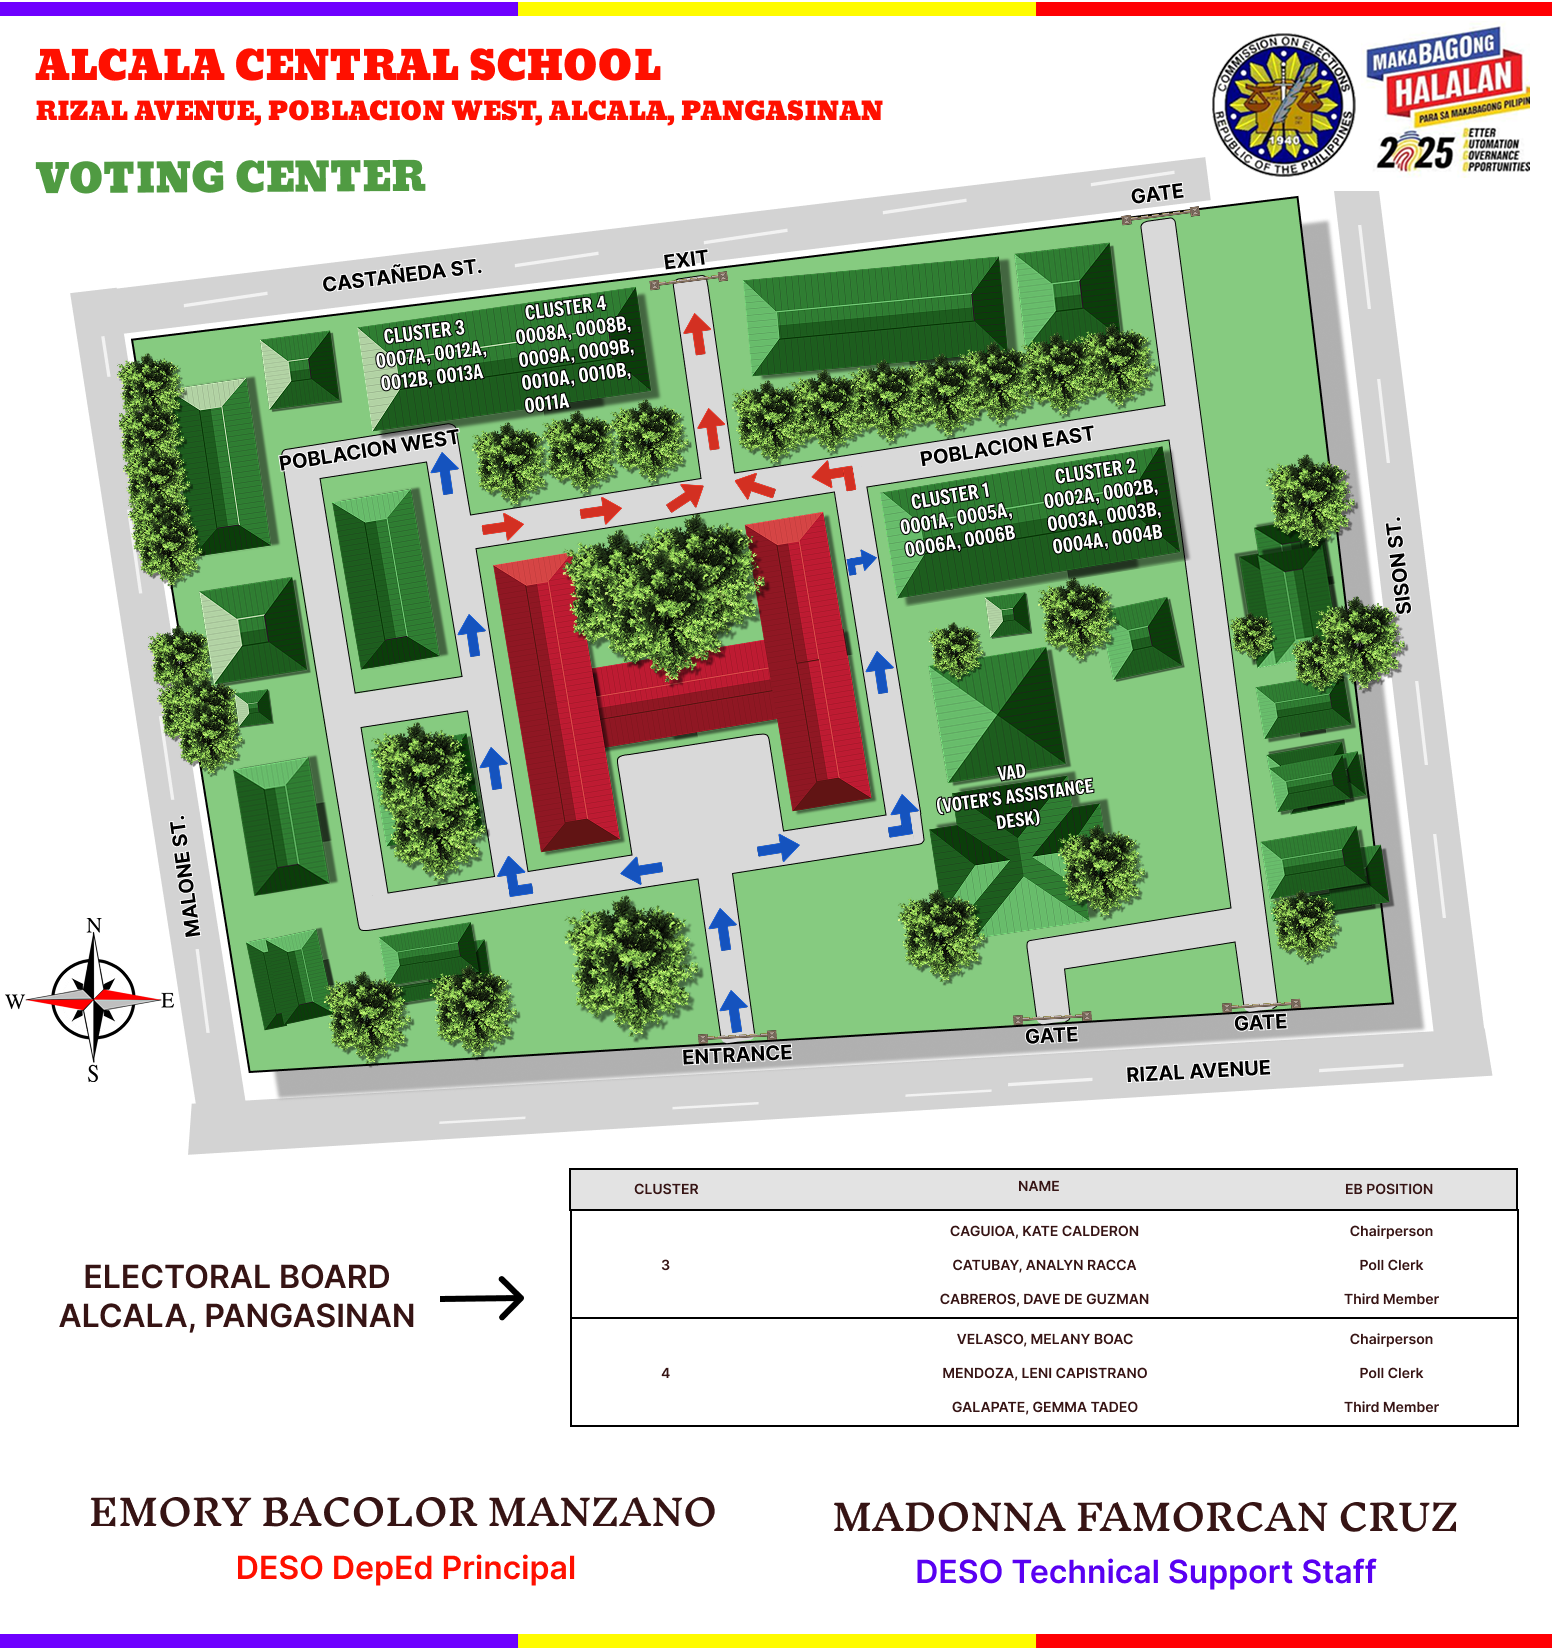 ALCALA CENTRAL SCHOOL
RIZAL AVENUE, POBLACION WEST, ALCALA, PANGASINAN
VOTING CENTER
COMMISSION ON ELECTIONS
1940
REPUBLIC OF THE PHILIPPINES
MAKABAGONG
HALALAN
PARA SA MAKABAGONG PILIPIN
2025
BETTER
AUTOMATION
GOVERNANCE
OPPORTUNITIES
GATE
EXIT
CASTAÑEDA ST.
CLUSTER 3
0007A, 0012A,
0012B, 0013A
CLUSTER 4
0008A, 0008B,
0009A, 0009B,
0010A, 0010B,
0011A
POBLACION WEST
POBLACION EAST
CLUSTER 1
0001A, 0005A,
0006A, 0006B
CLUSTER 2
0002A, 0002B,
0003A, 0003B,
0004A, 0004B
SISON ST.
VAD
(VOTER'S ASSISTANCE
DESK)
MALONE ST.
N
W
E
S
ENTRANCE
GATE
GATE
RIZAL AVENUE
ELECTORAL BOARD
ALCALA, PANGASINAN
CLUSTER NAME EB POSITION
CAGUIOA, KATE CALDERON Chairperson
3 CATUBAY, ANALYN RACCA Poll Clerk
CABREROS, DAVE DE GUZMAN Third Member
VELASCO, MELANY BOAC Chairperson
4 MENDOZA, LENI CAPISTRANO Poll Clerk
GALAPATE, GEMMA TADEO Third Member
EMORY BACOLOR MANZANO
DESO DepEd Principal
MADONNA FAMORCAN CRUZ
DESO Technical Support Staff